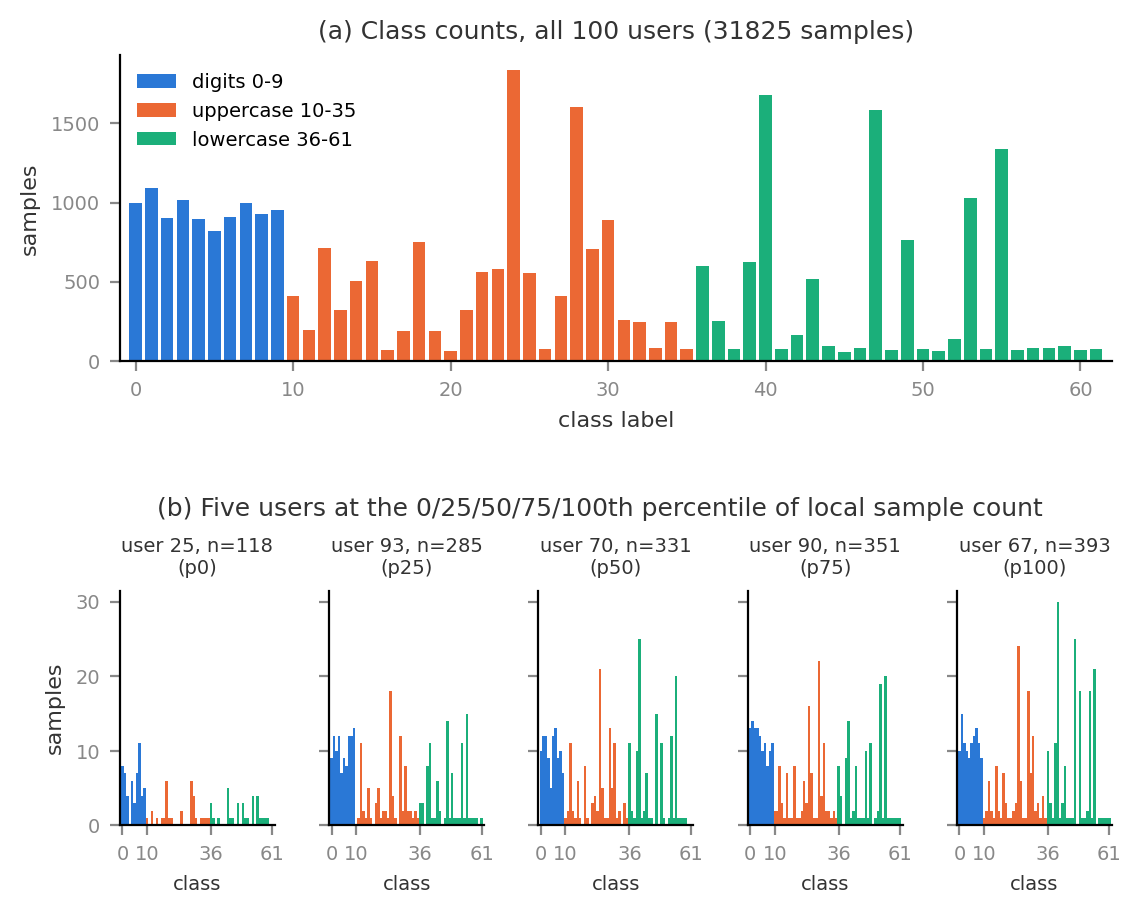 (a) Class counts, all 100 users (31825 samples)
digits 0-9
uppercase 10-35
lowercase 36-61
samples
1500
1000
500
0
0 10 20 30 40 50 60
class label
(b) Five users at the 0/25/50/75/100th percentile of local sample count
user 25, n=118
(p0)
user 93, n=285
(p25)
user 70, n=331
(p50)
user 90, n=351
(p75)
user 67, n=393
(p100)
samples
30
20
10
0
0 10 36 61
class
0 10 36 61
class
0 10 36 61
class
0 10 36 61
class
0 10 36 61
class